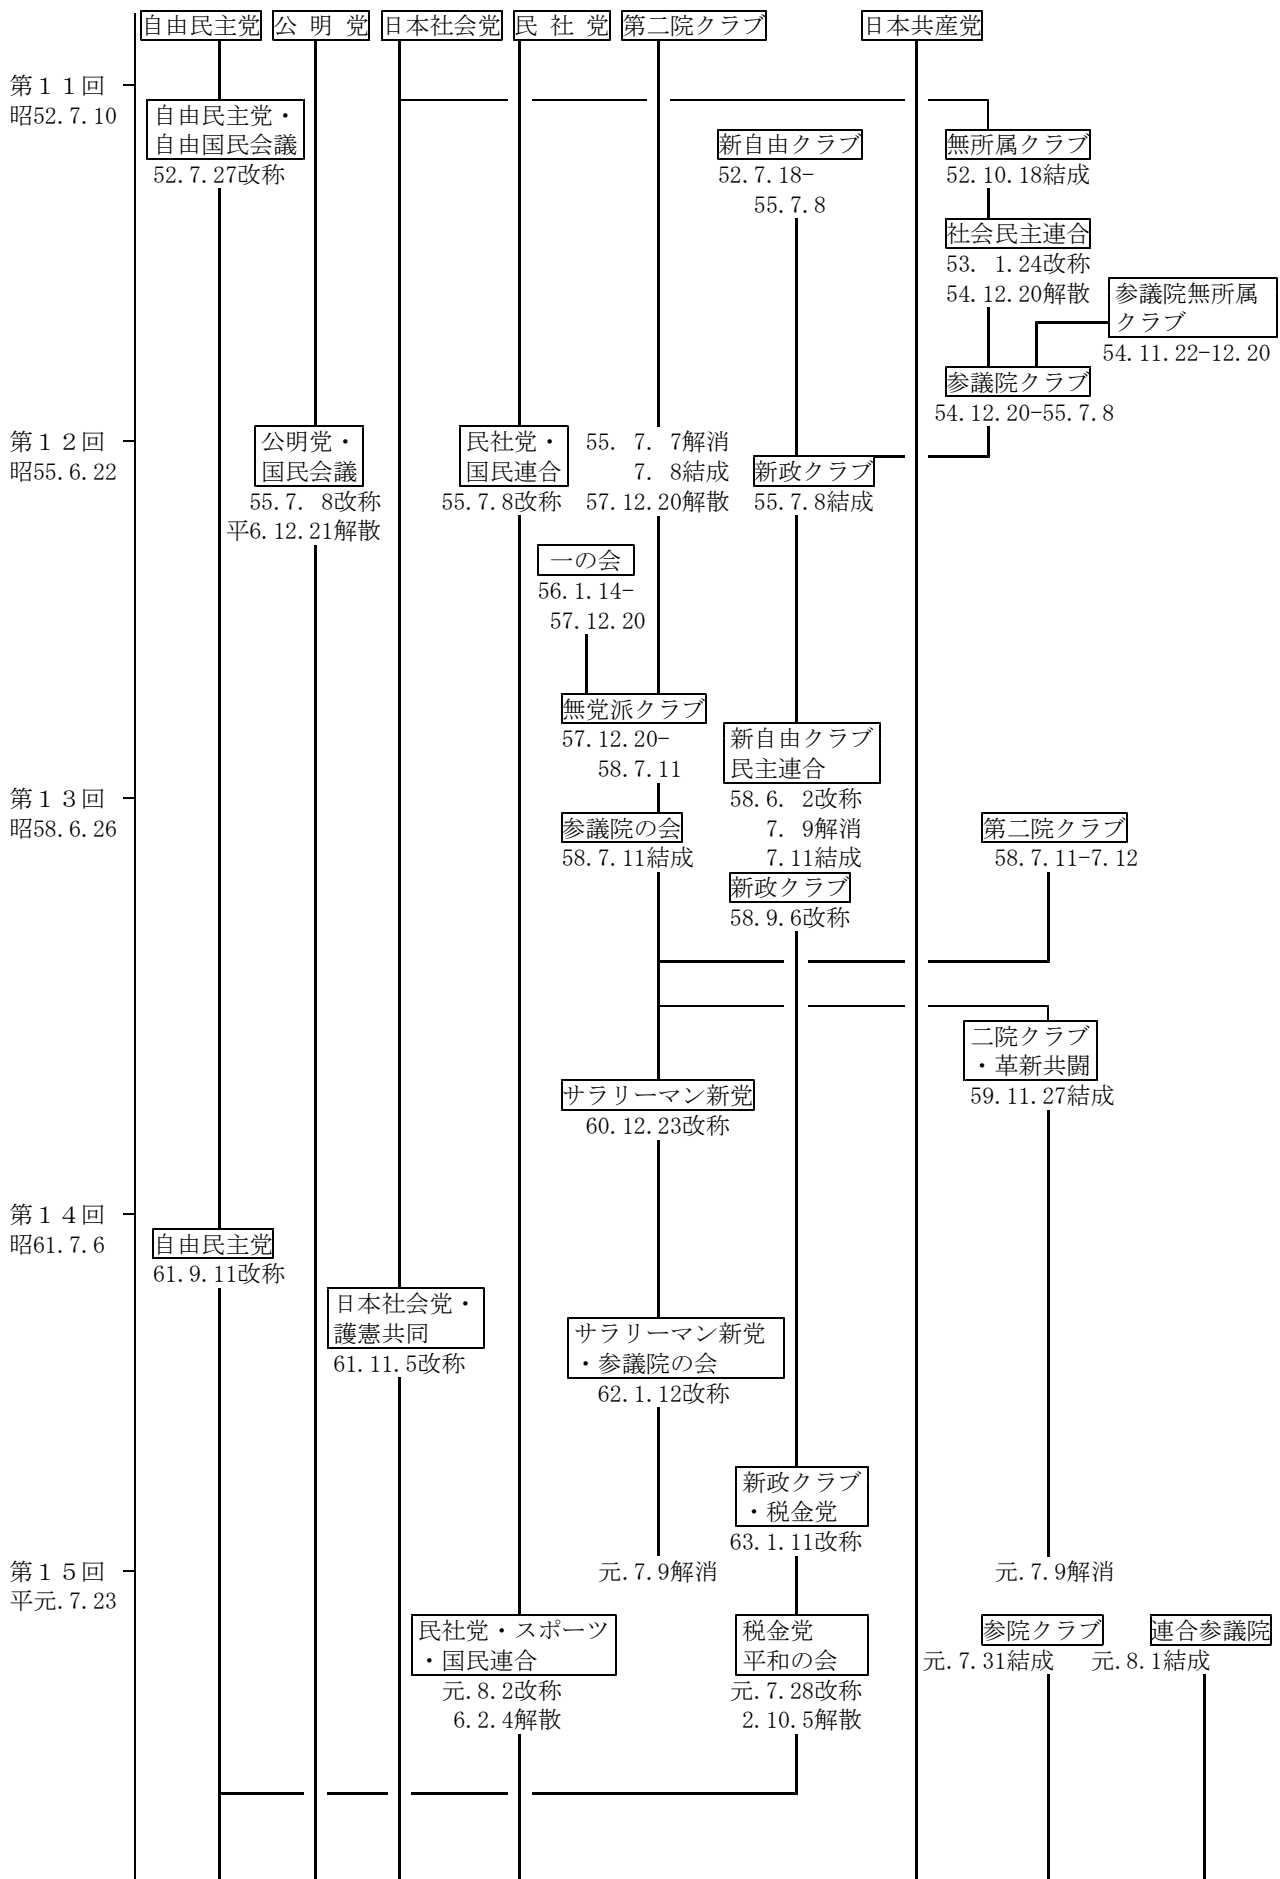 自由民主党 公 明 党 日本社会党 民 社 党 第二院クラブ 日本共産党
第１１回
昭52.7.10
自由民主党・
自由国民会議
52.7.27改称
新自由クラブ
52.7.18-
55.7.8
無所属クラブ
52.10.18結成
社会民主連合
53. 1.24改称
54.12.20解散
参議院無所属
クラブ
54.11.22-12.20
参議院クラブ
54.12.20-55.7.8
第１２回
昭55.6.22
公明党・
国民会議
55.7. 8改称
平6.12.21解散
民社党・
国民連合
55.7.8改称
55. 7. 7解消
7. 8結成
57.12.20解散
新政クラブ
55.7.8結成
一の会
56.1.14-
57.12.20
無党派クラブ
57.12.20-
58.7.11
新自由クラブ
民主連合
58.6. 2改称
7. 9解消
7.11結成
第１３回
昭58.6.26
参議院の会
58.7.11結成
第二院クラブ
58.7.11-7.12
新政クラブ
58.9.6改称
二院クラブ
・革新共闘
59.11.27結成
サラリーマン新党
60.12.23改称
第１４回
昭61.7.6
自由民主党
61.9.11改称
日本社会党・
護憲共同
61.11.5改称
サラリーマン新党
・参議院の会
62.1.12改称
新政クラブ
・税金党
63.1.11改称
第１５回
平元.7.23
元.7.9解消
元.7.9解消
民社党・スポーツ
・国民連合
元.8.2改称
6.2.4解散
税金党
平和の会
元.7.28改称
2.10.5解散
参院クラブ
元.7.31結成
連合参議院
元.8.1結成